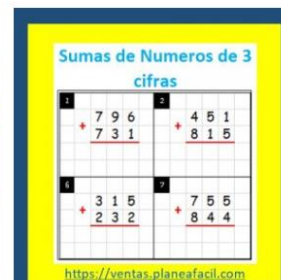 Sumas de Numeros de 3
cifras
1 2
7 9 6 4 5 1
+ 7 3 1 + 8 1 5
6 7
3 1 5 7 5 5
+ 2 3 2 + 8 4 4
https://ventas.planeafacil.com